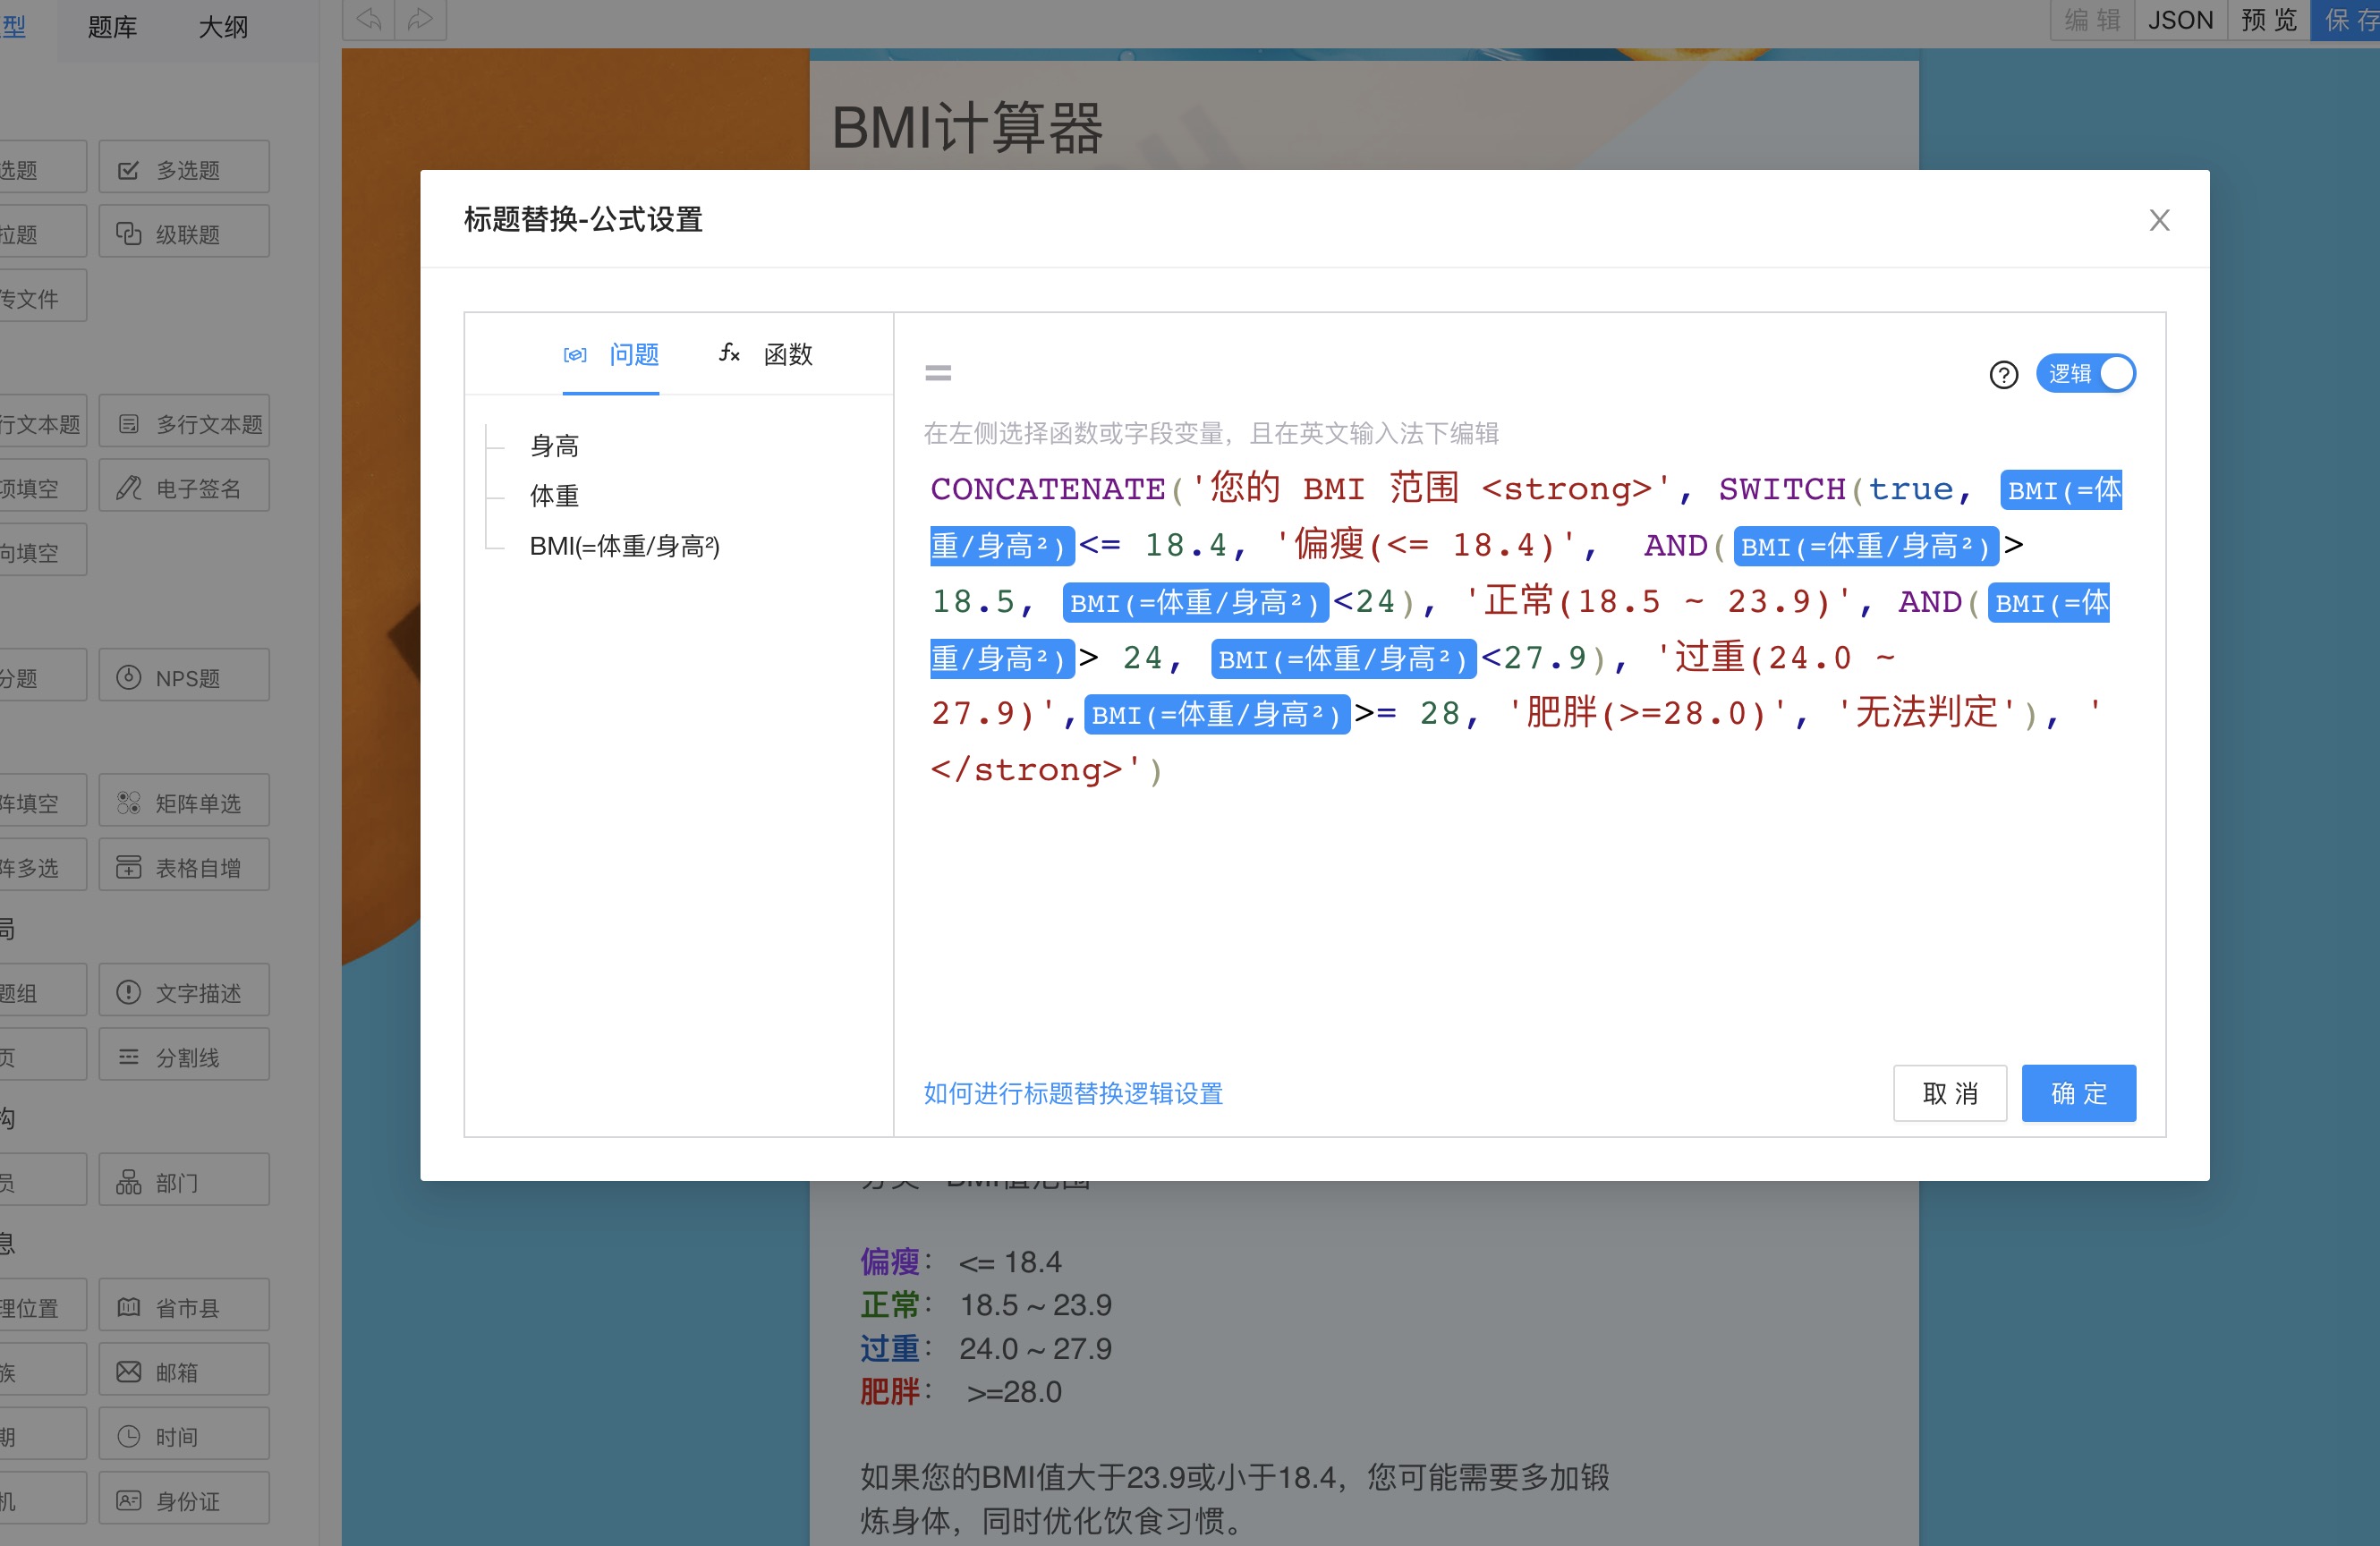 型 题库 大纲
编辑 JSON 预览 保存
BMI计算器
选题 多选题
拉题 级联题
传文件
行文本题 多行文本题
项填空 电子签名
向填空
分题 NPS题
阵填空 矩阵单选
阵多选 表格自增
局
题组 文字描述
页 分割线
构
员 部门
息
理位置 省市县
族 邮箱
期 时间
机 身份证
标题替换-公式设置
问题 函数
身高
体重
BMI(=体重/身高²)
=
逻辑
在左侧选择函数或字段变量，且在英文输入法下编辑
CONCATENATE('您的 BMI 范围 <strong>', SWITCH(true, BMI(=体
重/身高²)<= 18.4, '偏瘦(<= 18.4)', AND(BMI(=体重/身高²)>
18.5, BMI(=体重/身高²)<24), '正常(18.5 ~ 23.9)', AND(BMI(=体
重/身高²)> 24, BMI(=体重/身高²)<27.9), '过重(24.0 ~
27.9)',BMI(=体重/身高²)>= 28, '肥胖(>=28.0)', '无法判定'), '
</strong>')
如何进行标题替换逻辑设置
取消 确定
分类 BMI值范围
偏瘦： <= 18.4
正常： 18.5 ~ 23.9
过重： 24.0 ~ 27.9
肥胖： >=28.0
如果您的BMI值大于23.9或小于18.4，您可能需要多加锻
炼身体，同时优化饮食习惯。